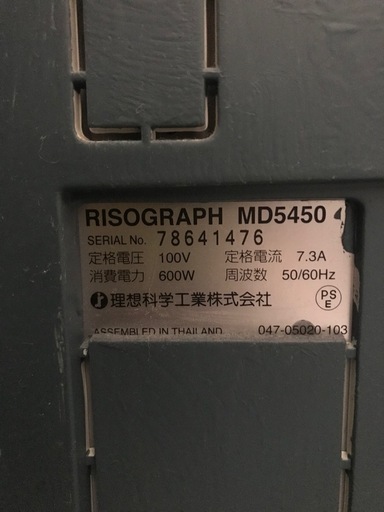 RISOGRAPH MD5450
SERIAL No. 78641476
定格電圧 100V 定格電流 7.3A
消費電力 600W 周波数 50/60Hz
理想科学工業株式会社 PSE
ASSEMBLED IN THAILAND 047-05020-103